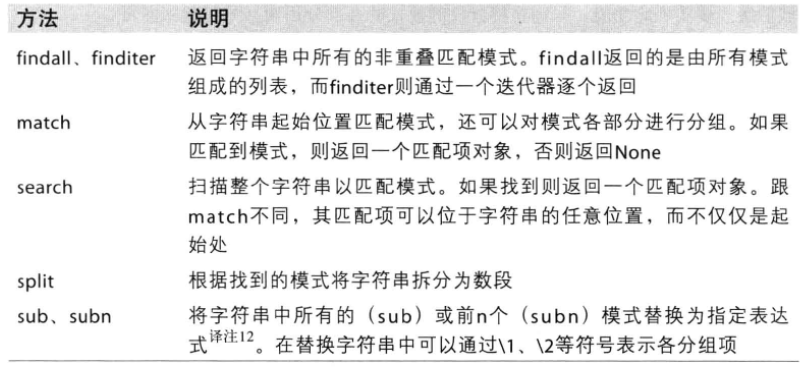 方法 说明
findall、finditer 返回字符串中所有的非重叠匹配模式。findall返回的是由所有模式
组成的列表，而finditer则通过一个迭代器逐个返回
match 从字符串起始位置匹配模式，还可以对模式各部分进行分组。如果
匹配到模式，则返回一个匹配项对象，否则返回None
search 扫描整个字符串以匹配模式。如果找到则返回一个匹配项对象。跟
match不同，其匹配项可以位于字符串的任意位置，而不仅仅是起
始处
split 根据找到的模式将字符串拆分为数段
sub、subn 将字符串中所有的（sub）或前n个（subn）模式替换为指定表达
式译注12。在替换字符串中可以通过\1、\2等符号表示各分组项